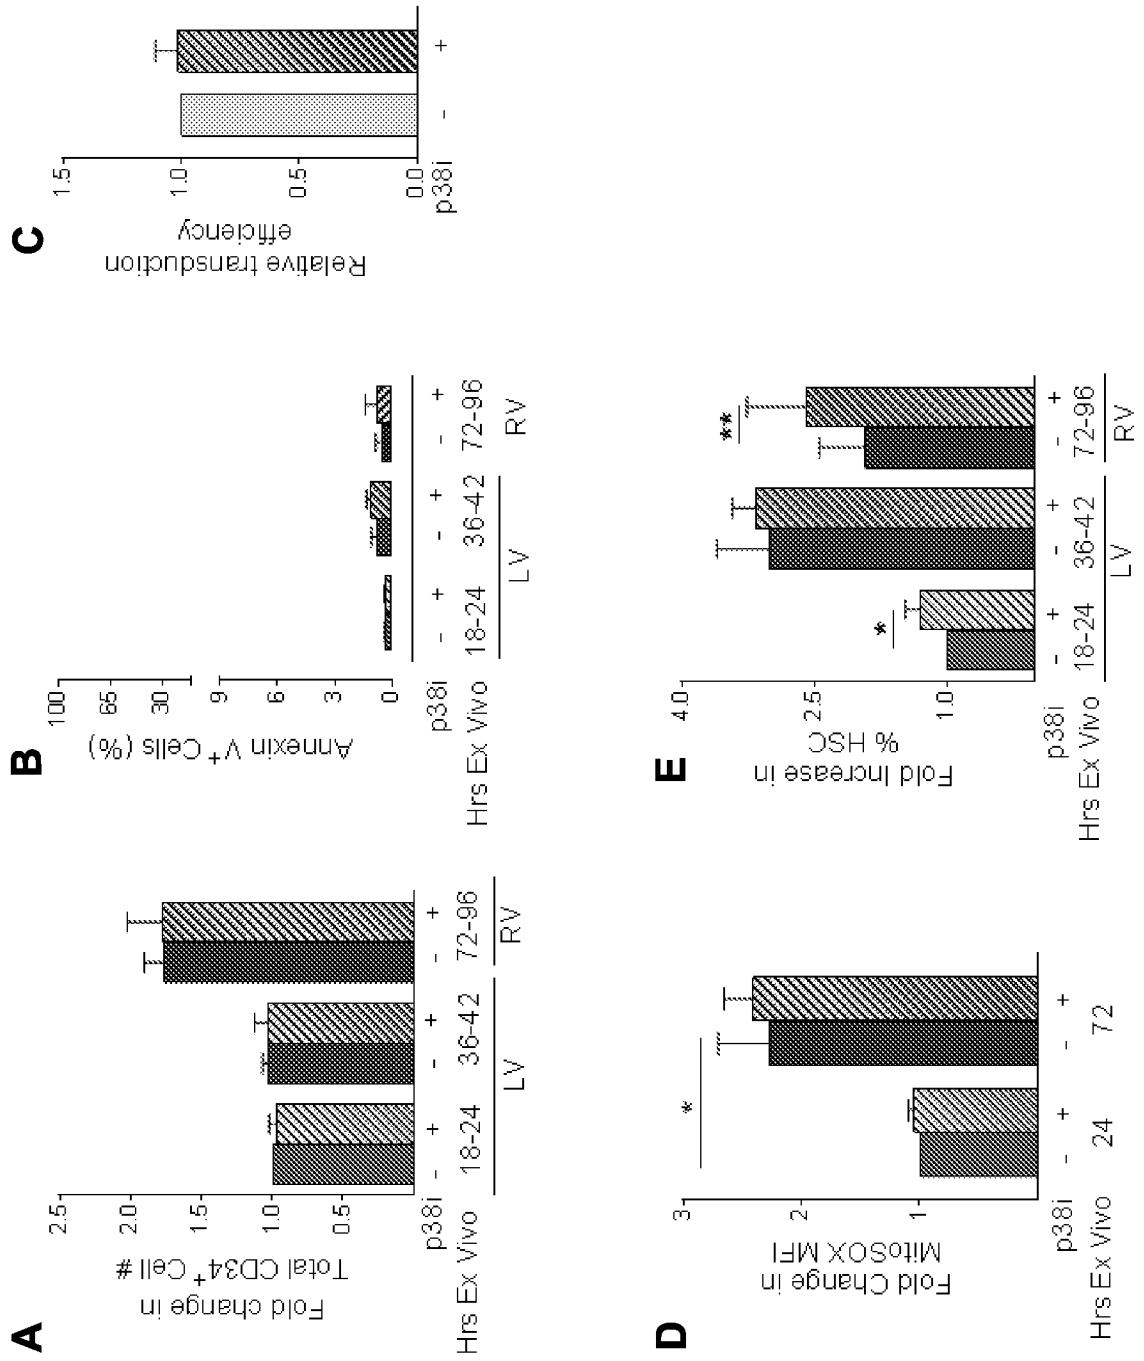 A
Fold change in
Total CD34+ Cell #
2.5
2.0
1.5
1.0
0.5
p38i - + - + - +
Hrs Ex Vivo 18-24 36-42 72-96
LV RV
B
Annexin V+ Cells (%)
100
65
30
9
6
3
0
p38i - + - + - +
Hrs Ex Vivo 18-24 36-42 72-96
LV RV
C
Relative transduction
efficiency
1.5
1.0
0.5
0.0
p38i - +
D
Fold Change in
MitoSOX MFI
3
2
1
*
p38i - + - +
Hrs Ex Vivo 24 72
E
Fold Increase in
% HSC
4.0
2.5
1.0
*
**
p38i - + - + - +
Hrs Ex Vivo 18-24 36-42 72-96
LV RV